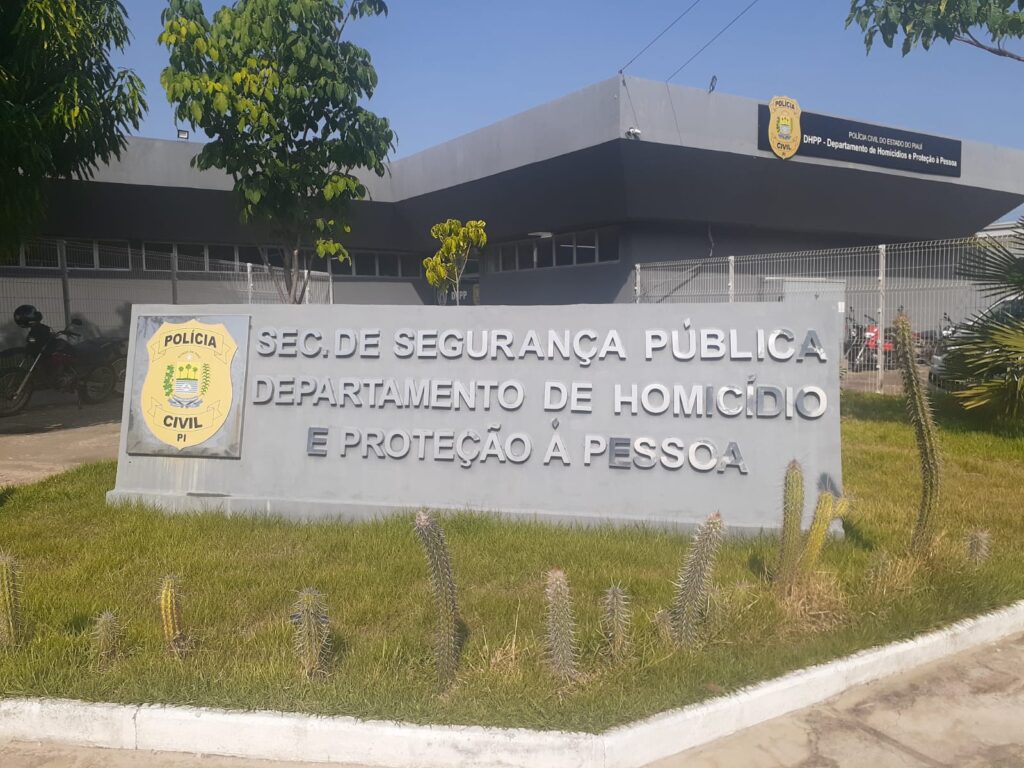 POLÍCIA
CIVIL
POLÍCIA CIVIL DO ESTADO DO PIAUÍ
DHPP - Departamento de Homicídios e Proteção à Pessoa
DHPP
POLÍCIA
CIVIL
PI
SEC. DE SEGURANÇA PÚBLICA
DEPARTAMENTO DE HOMICÍDIO
E PROTEÇÃO À PESSOA